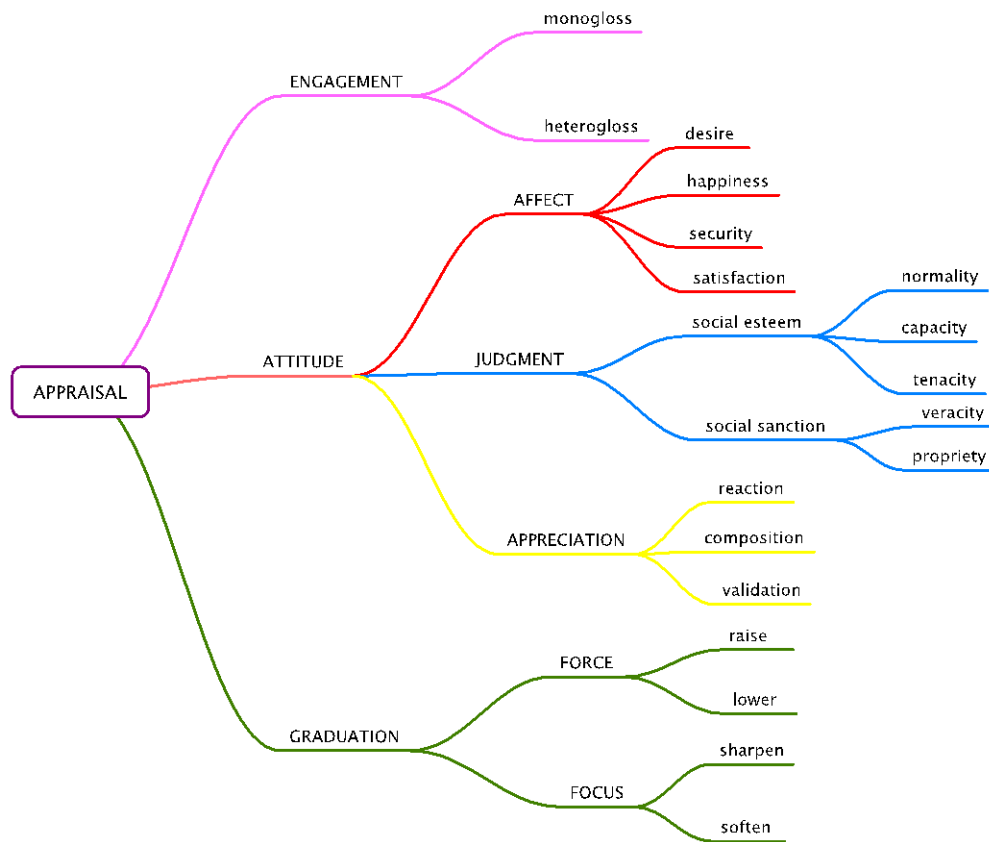 monogloss
ENGAGEMENT
heterogloss
desire
happiness
AFFECT
security
satisfaction
normality
social esteem
capacity
ATTITUDE
JUDGMENT
tenacity
APPRAISAL
veracity
social sanction
propriety
reaction
APPRECIATION
composition
validation
raise
FORCE
lower
GRADUATION
sharpen
FOCUS
soften